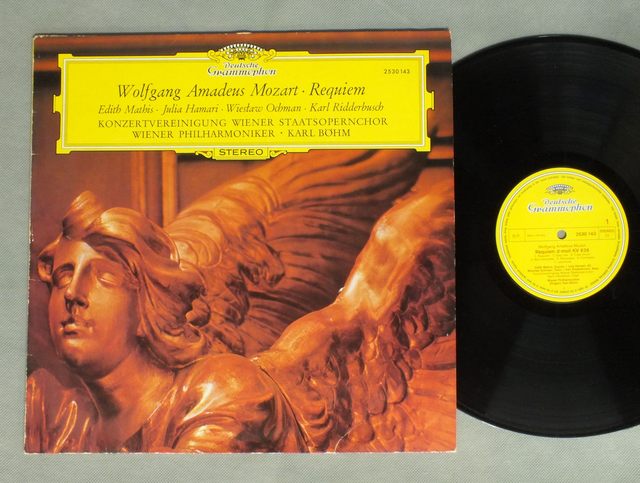 Deutsche
Grammophon
2530 143
Wolfgang Amadeus Mozart · Requiem
Edith Mathis · Julia Hamari · Wiesław Ochman · Karl Ridderbusch
KONZERTVEREINIGUNG WIENER STAATSOPERNCHOR
WIENER PHILHARMONIKER · KARL BÖHM
STEREO
Deutsche
Grammophon
1
2530 143
Wolfgang Amadeus Mozart
Requiem d-moll KV 626